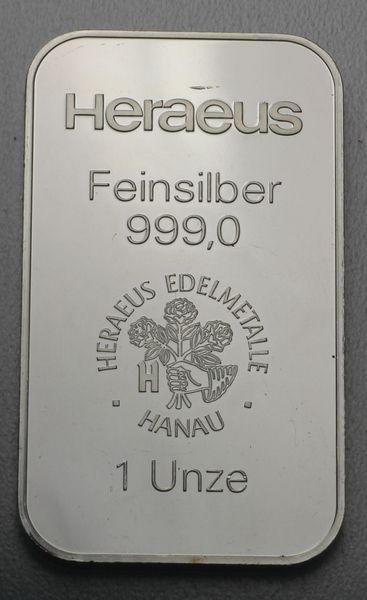 Heraeus
Feinsilber
999,0
HERAEUS EDELMETALLE
H
· HANAU ·
1 Unze